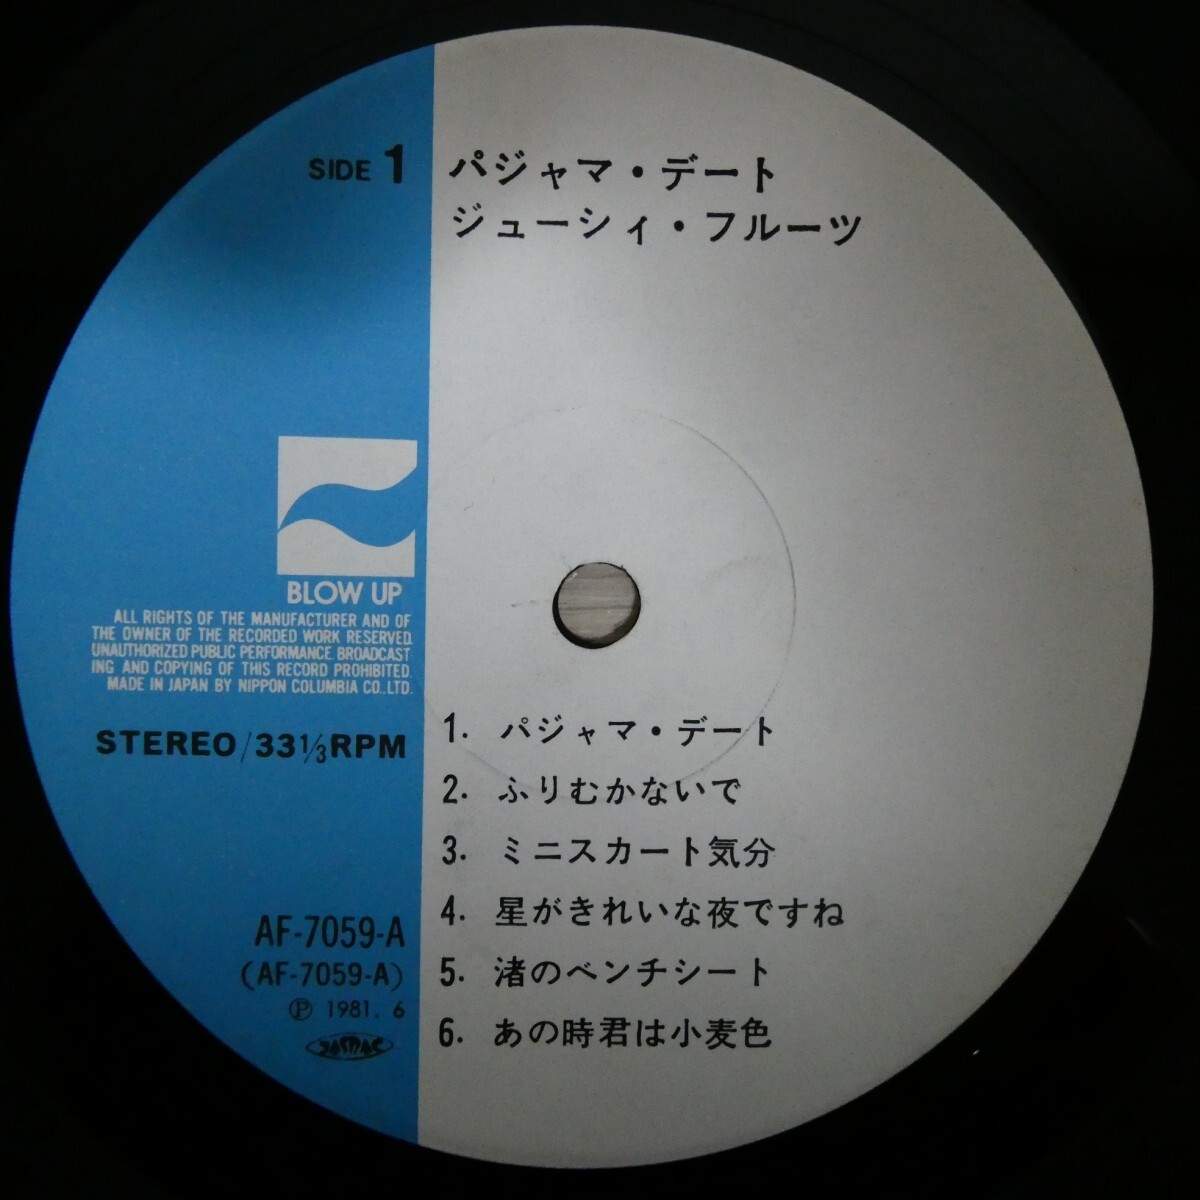 SIDE 1
パジャマ・デート
ジューシィ・フルーツ
BLOW UP
ALL RIGHTS OF THE MANUFACTURER AND OF
THE OWNER OF THE RECORDED WORK RESERVED.
UNAUTHORIZED PUBLIC PERFORMANCE. BROADCAST
ING AND COPYING OF THIS RECORD PROHIBITED.
MADE IN JAPAN BY NIPPON COLUMBIA CO.,LTD.
STEREO/33⅓RPM
AF-7059-A
(AF-7059-A)
Ⓟ 1981. 6
JASRAC
1. パジャマ・デート
2. ふりむかないで
3. ミニスカート気分
4. 星がきれいな夜ですね
5. 渚のベンチシート
6. あの時君は小麦色